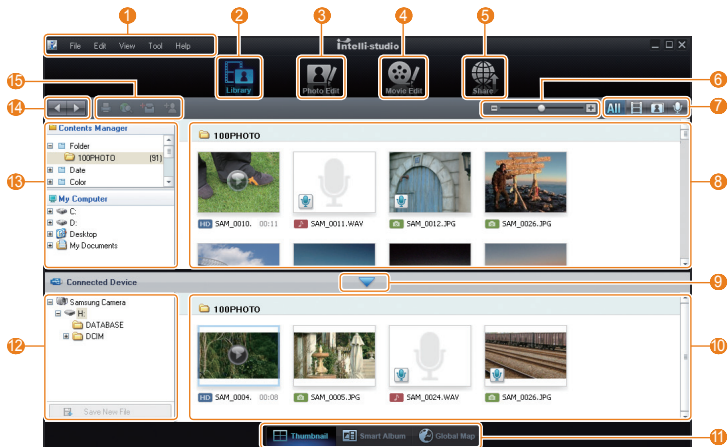 1
2
3
4
5
File Edit View Tool Help
intelli-studio
Library
Photo Edit
Movie Edit
Share
15
6
14
All
7
Contents Manager
Folder
100PHOTO (91)
Date
Color
13
My Computer
C:
D:
Desktop
My Documents
100PHOTO
HD SAM_0010. 00:11
SAM_0011.WAV
SAM_0012.JPG
SAM_0026.JPG
8
Connected Device
9
Samsung Camera
H:
DATABASE
DCIM
12
Save New File
100PHOTO
HD SAM_0004. 00:08
SAM_0005.JPG
SAM_0024.WAV
SAM_0026.JPG
10
Thumbnail
Smart Album
Global Map
11